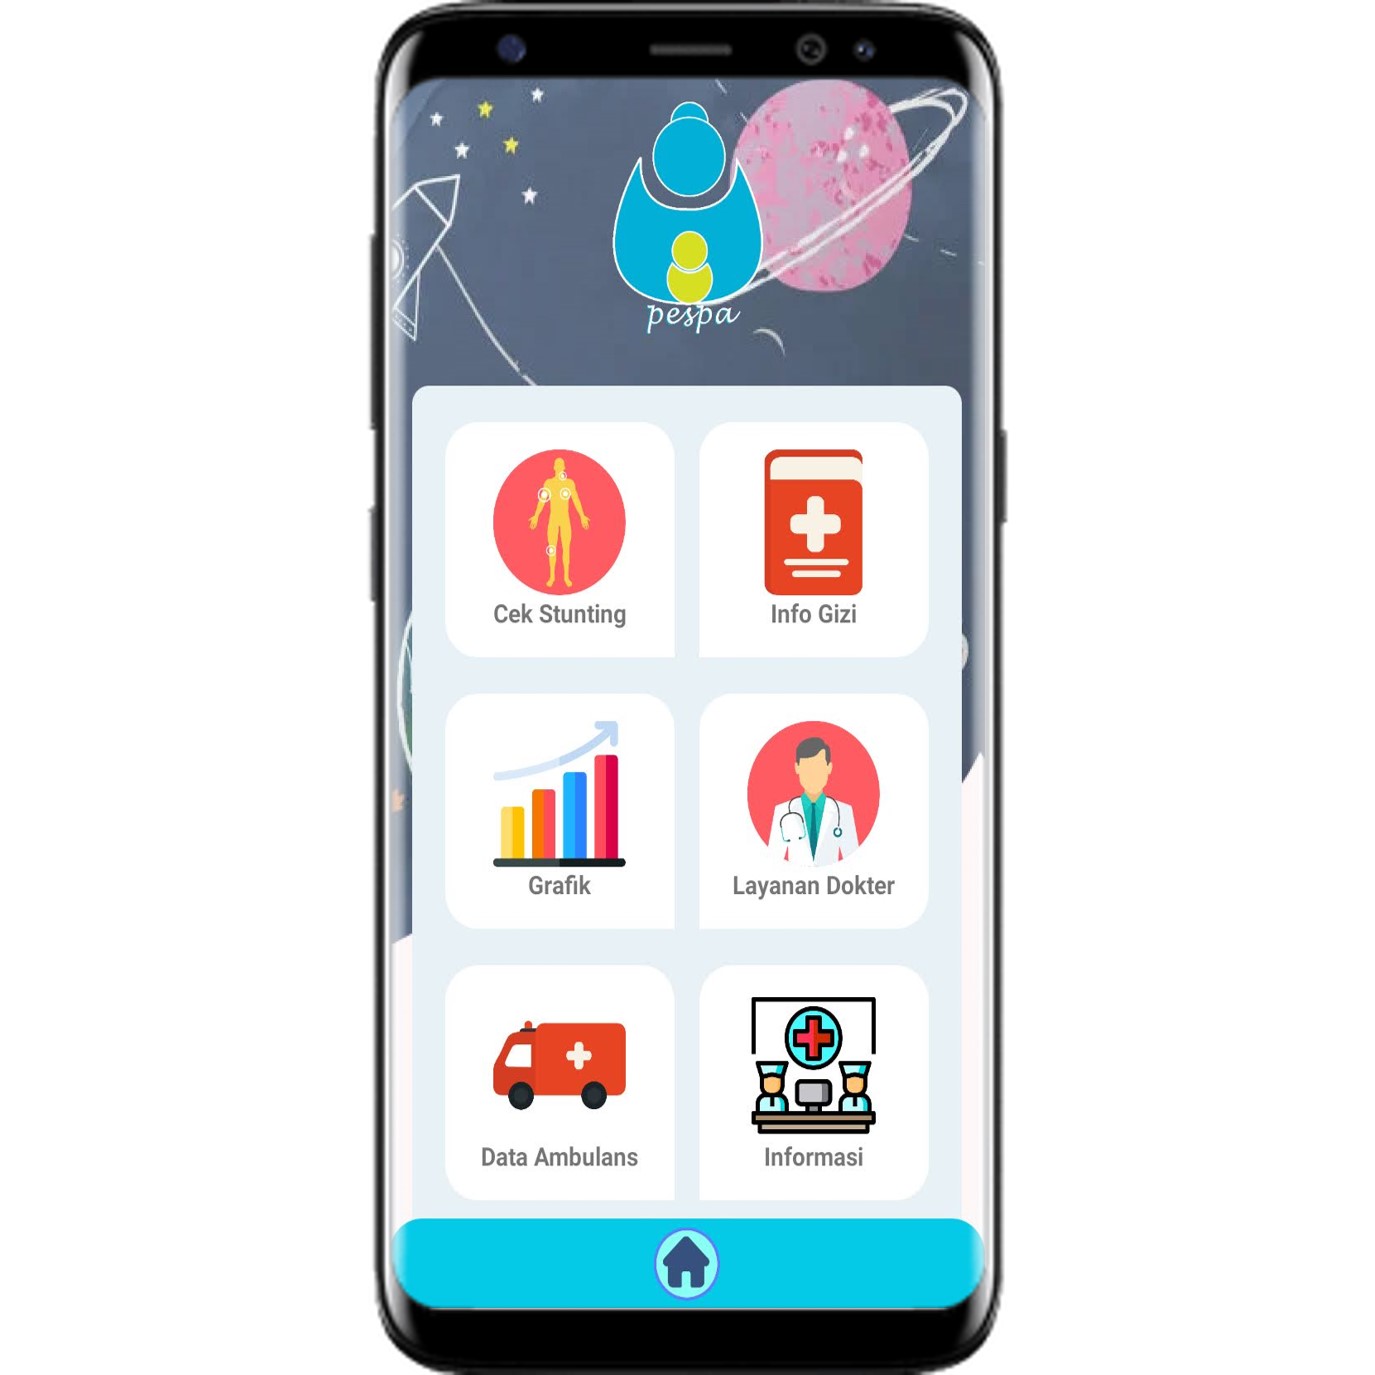 pespa
Cek Stunting
Info Gizi
Grafik
Layanan Dokter
Data Ambulans
Informasi